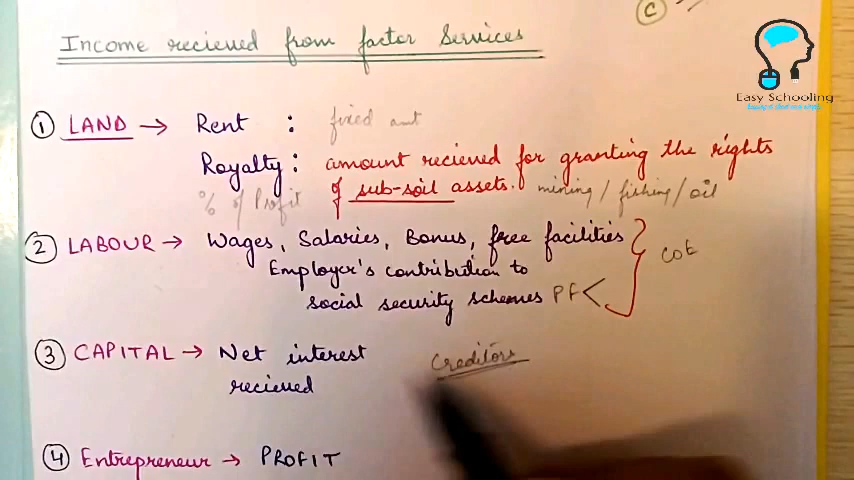 C
Income recieved from factor Services
Easy Schooling
① LAND → Rent : fixed amt
Royalty : amount recieved for granting the rights
% of Profit of sub-soil assets. mining / fishing / oil
② LABOUR → Wages, Salaries, Bonus, free facilities
Employer's contribution to COE
social security schemes PF <
③ CAPITAL → Net interest Creditors
recieved
④ Entrepreneur → PROFIT